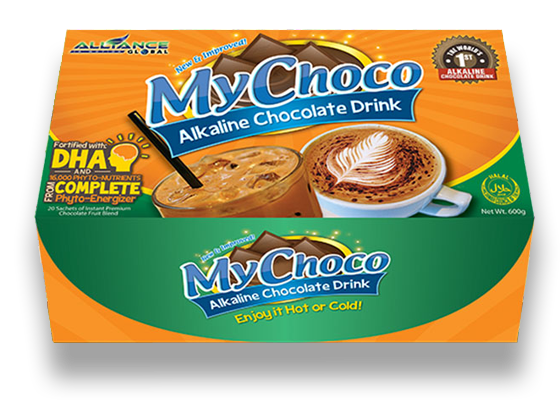 ALLIANCE
GLOBAL
New & Improved!
MyChoco
Alkaline Chocolate Drink
THE WORLD'S
1ST
ALKALINE
CHOCOLATE DRINK
Fortified with:
DHA
AND
16,000 PHYTO-NUTRIENTS
FROM COMPLETE
Phyto-Energizer
20 Sachets of Instant Premium
Chocolate Fruit Blend
HALAL
Net Wt. 600g
New & Improved!
MyChoco
Alkaline Chocolate Drink
Enjoy it Hot or Cold!